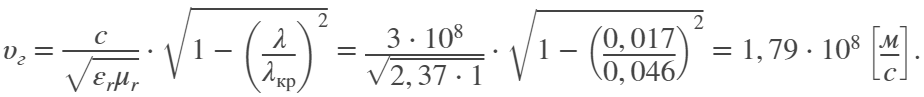 υ_г = c / √(ε_r μ_r) · √(1 − (λ / λ_кр)²) = 3 · 10⁸ / √(2, 37 · 1) · √(1 − (0, 017 / 0, 046)²) = 1, 79 · 10⁸ [м / с].